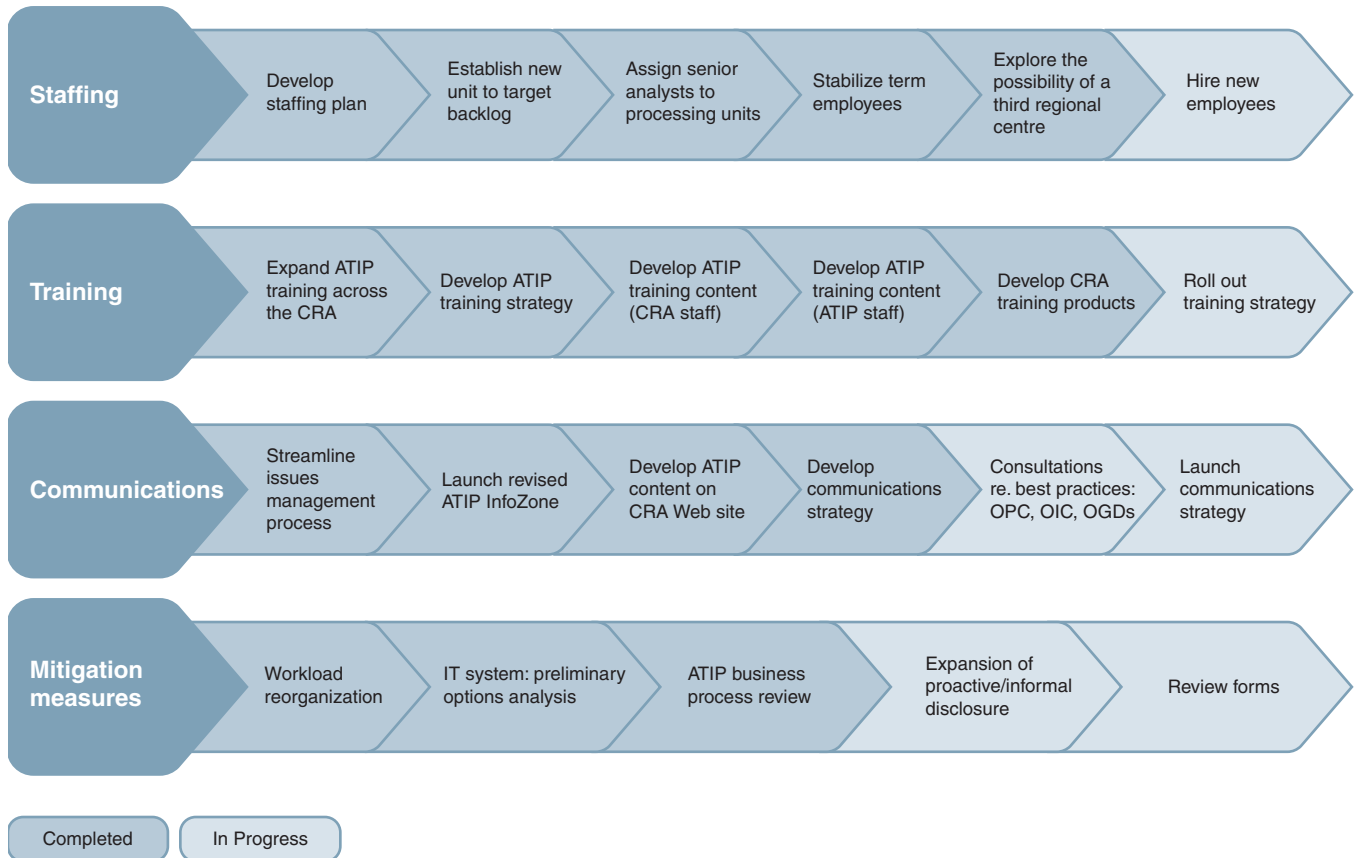 Staffing
Develop
staffing plan
Establish new
unit to target
backlog
Assign senior
analysts to
processing units
Stabilize term
employees
Explore the
possibility of a
third regional
centre
Hire new
employees
Training
Expand ATIP
training across
the CRA
Develop ATIP
training strategy
Develop ATIP
training content
(CRA staff)
Develop ATIP
training content
(ATIP staff)
Develop CRA
training products
Roll out
training strategy
Communications
Streamline
issues
management
process
Launch revised
ATIP InfoZone
Develop ATIP
content on
CRA Web site
Develop
communications
strategy
Consultations
re. best practices:
OPC, OIC, OGDs
Launch
communications
strategy
Mitigation
measures
Workload
reorganization
IT system: preliminary
options analysis
ATIP business
process review
Expansion of
proactive/informal
disclosure
Review forms
Completed
In Progress